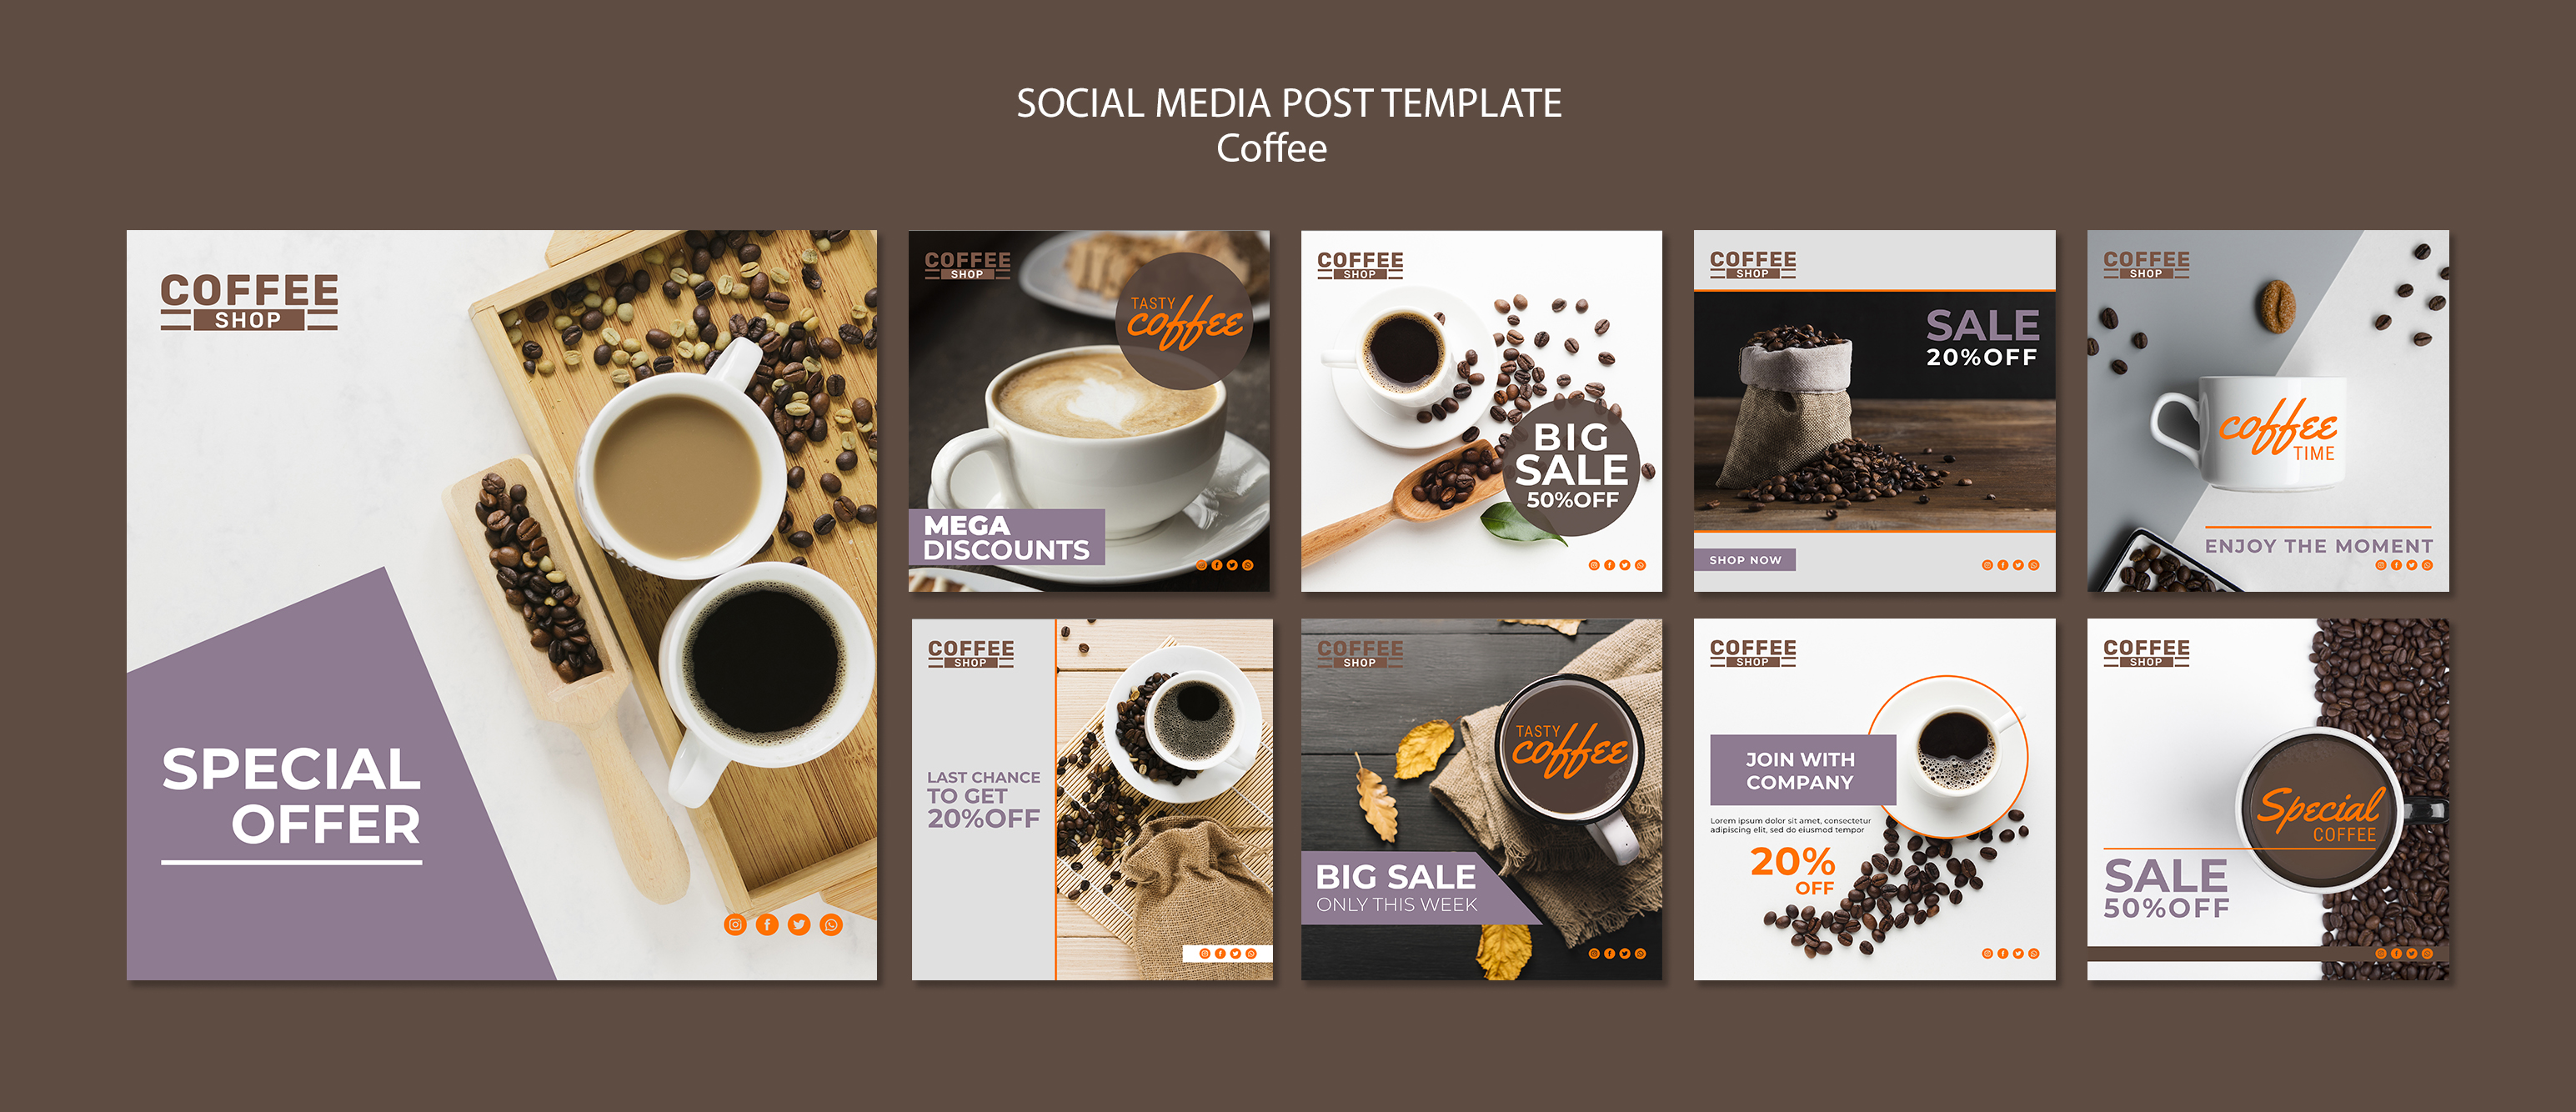 SOCIAL MEDIA POST TEMPLATE
Coffee
COFFEE
SHOP
SPECIAL
OFFER
COFFEE
SHOP
TASTY
coffee
MEGA
DISCOUNTS
COFFEE
SHOP
BIG
SALE
50%OFF
COFFEE
SHOP
SALE
20%OFF
SHOP NOW
COFFEE
SHOP
coffee
TIME
ENJOY THE MOMENT
COFFEE
SHOP
LAST CHANCE
TO GET
20%OFF
COFFEE
SHOP
TASTY
coffee
BIG SALE
ONLY THIS WEEK
COFFEE
SHOP
JOIN WITH
COMPANY
Lorem ipsum dolor sit amet, consectetur
adipiscing elit, sed do eiusmod tempor
20%
OFF
COFFEE
SHOP
Special
COFFEE
SALE
50%OFF